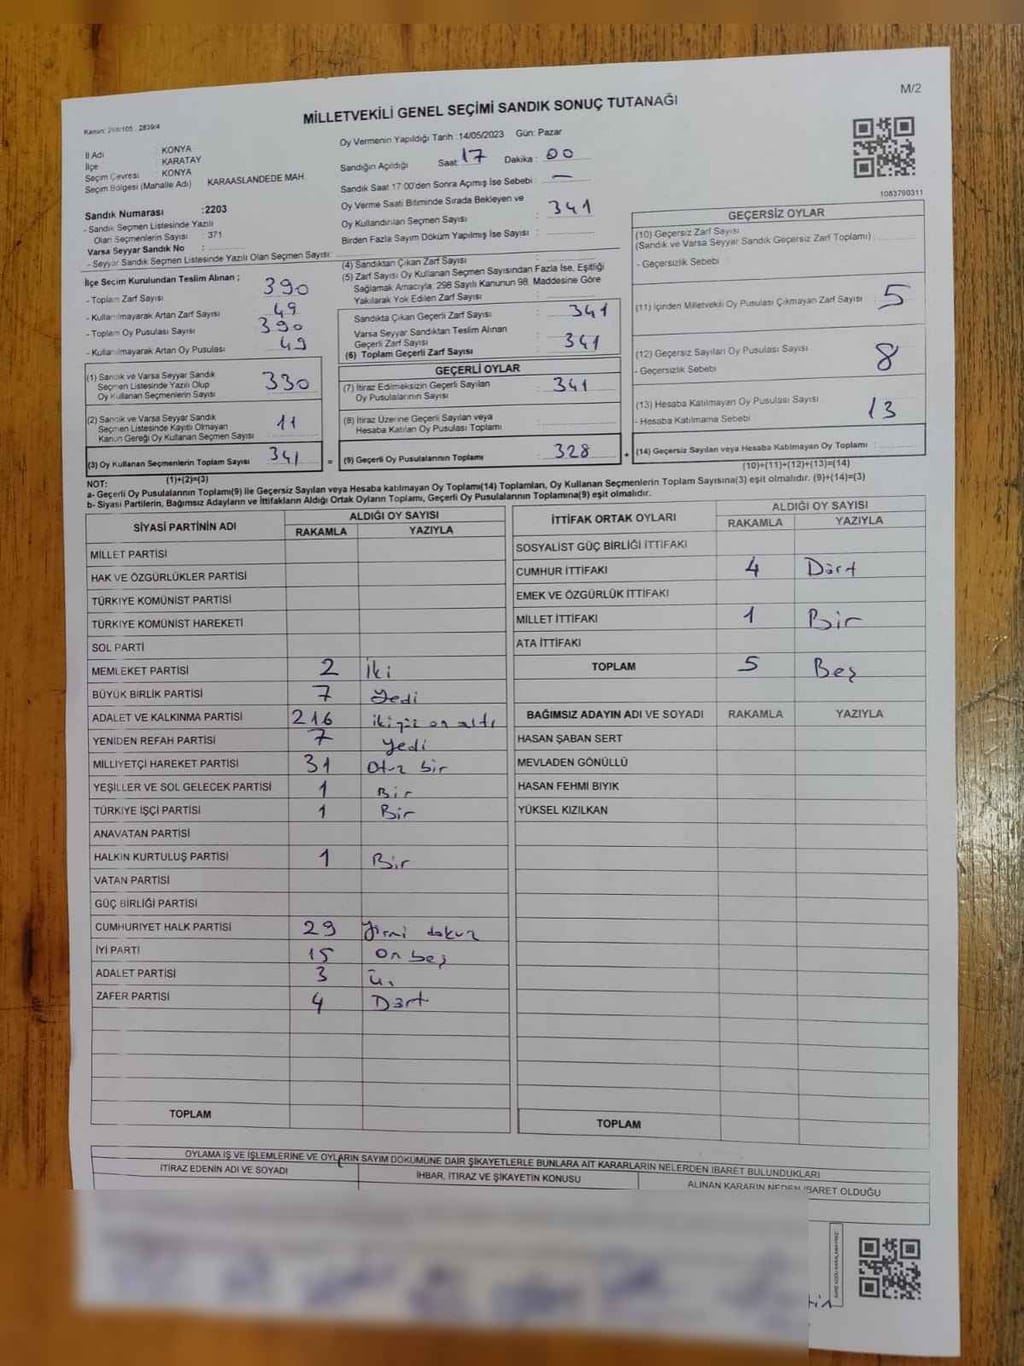 M/2
MİLLETVEKİLİ GENEL SEÇİMİ SANDIK SONUÇ TUTANAĞI
Kanun: 298/105 , 2839/4
İl Adı : KONYA
İlçe : KARATAY
Seçim Çevresi : KONYA
Seçim Bölgesi (Mahalle Adı) KARAASLANDEDE MAH.
Oy Vermenin Yapıldığı Tarih :14/05/2023 Gün: Pazar
Sandığın Açıldığı Saat: 17 Dakika : 00
Sandık Saat 17:00'den Sonra Açımış İse Sebebi : —
Oy Verme Saati Bitiminde Sırada Bekleyen ve
Oy Kullandırılan Seçmen Sayısı : 341
Birden Fazla Sayım Döküm Yapılmış İse Sayısı :
1083790311
Sandık Numarası :2203
- Sandık Seçmen Listesinde Yazılı
Olan Seçmenlerin Sayısı : 371
Varsa Seyyar Sandık No :
- Seyyar Sandık Seçmen Listesinde Yazılı Olan Seçmen Sayısı:
İlçe Seçim Kurulundan Teslim Alınan ;
- Toplam Zarf Sayısı 390
- Kullanılmayarak Artan Zarf Sayısı 49
- Toplam Oy Pusulası Sayısı 390
- Kullanılmayarak Artan Oy Pusulası 49
(1) Sandık ve Varsa Seyyar Sandık
Seçmen Listesinde Yazılı Olup
Oy Kullanan Seçmenlerin Sayısı 330
(2) Sandık ve Varsa Seyyar Sandık
Seçmen Listesinde Kayıtlı Olmayan
Kanun Gereği Oy Kullanan Seçmen Sayısı 11
(3) Oy Kullanan Seçmenlerin Toplam Sayısı 341 =
(1)+(2)=(3)
(4) Sandıktan Çıkan Zarf Sayısı
(5) Zarf Sayısı Oy Kullanan Seçmen Sayısından Fazla İse, Eşitliği
Sağlamak Amacıyla, 298 Sayılı Kanunun 98. Maddesine Göre
Yakılarak Yok Edilen Zarf Sayısı :
Sandıkta Çıkan Geçerli Zarf Sayısı : 341
Varsa Seyyar Sandıktan Teslim Alınan
Geçerli Zarf Sayısı : 341
(6) Toplam Geçerli Zarf Sayısı
GEÇERLİ OYLAR
(7) İtiraz Edilmeksizin Geçerli Sayılan
Oy Pusulalarının Sayısı : 341
(8) İtiraz Üzerine Geçerli Sayılan veya
Hesaba Katılan Oy Pusulası Toplamı :
(9) Geçerli Oy Pusulalarının Toplamı : 328 +
GEÇERSİZ OYLAR
(10) Geçersiz Zarf Sayısı
(Sandık ve Varsa Seyyar Sandık Geçersiz Zarf Toplamı) :
- Geçersizlik Sebebi
(11) İçinden Milletvekili Oy Pusulası Çıkmayan Zarf Sayısı : 5
(12) Geçersiz Sayılan Oy Pusulası Sayısı : 8
- Geçersizlik Sebebi
(13) Hesaba Katılmayan Oy Pusulası Sayısı : 13
- Hesaba Katılmama Sebebi
(14) Geçersiz Sayılan veya Hesaba Katılmayan Oy Toplamı :
(10)+(11)+(12)+(13)=(14)
NOT:
a- Geçerli Oy Pusulalarının Toplamı(9) ile Geçersiz Sayılan veya Hesaba Katılmayan Oy Toplamı(14) Toplamları, Oy Kullanan Seçmenlerin Toplam Sayısına(3) eşit olmalıdır. (9)+(14)=(3)
b- Siyasi Partilerin, Bağımsız Adayların ve İttifakların Aldığı Ortak Oyların Toplamı, Geçerli Oy Pusulalarının Toplamına(9) eşit olmalıdır.
SİYASİ PARTİNİN ADI ALDIĞI OY SAYISI
RAKAMLA YAZIYLA
MİLLET PARTİSİ
HAK VE ÖZGÜRLÜKLER PARTİSİ
TÜRKİYE KOMÜNİST PARTİSİ
TÜRKİYE KOMÜNİST HAREKETİ
SOL PARTİ
MEMLEKET PARTİSİ 2 İki
BÜYÜK BİRLİK PARTİSİ 7 Yedi
ADALET VE KALKINMA PARTİSİ 216 ikiyüz on altı
YENİDEN REFAH PARTİSİ 7 Yedi
MİLLİYETÇİ HAREKET PARTİSİ 31 Otuz bir
YEŞİLLER VE SOL GELECEK PARTİSİ 1 Bir
TÜRKİYE İŞÇİ PARTİSİ 1 Bir
ANAVATAN PARTİSİ
HALKIN KURTULUŞ PARTİSİ 1 Bir
VATAN PARTİSİ
GÜÇ BİRLİĞİ PARTİSİ
CUMHURİYET HALK PARTİSİ 29 Yirmi dokuz
İYİ PARTİ 15 On beş
ADALET PARTİSİ 3 Üç
ZAFER PARTİSİ 4 Dört
TOPLAM
İTTİFAK ORTAK OYLARI ALDIĞI OY SAYISI
RAKAMLA YAZIYLA
SOSYALİST GÜÇ BİRLİĞİ İTTİFAKI
CUMHUR İTTİFAKI 4 Dört
EMEK VE ÖZGÜRLÜK İTTİFAKI
MİLLET İTTİFAKI 1 Bir
ATA İTTİFAKI
TOPLAM 5 Beş
BAĞIMSIZ ADAYIN ADI VE SOYADI RAKAMLA YAZIYLA
HASAN ŞABAN SERT
MEVLADEN GÖNÜLLÜ
HASAN FEHMİ BIYIK
YÜKSEL KIZILKAN
TOPLAM
OYLAMA İŞ VE İŞLEMLERİNE VE OYLARIN SAYIM DÖKÜMÜNE DAİR ŞİKAYETLERLE BUNLARA AİT KARARLARIN NELERDEN İBARET BULUNDUKLARI
İTİRAZ EDENİN ADI VE SOYADI İHBAR, İTİRAZ VE ŞİKAYETİN KONUSU ALINAN KARARIN NEDEN İBARET OLDUĞU